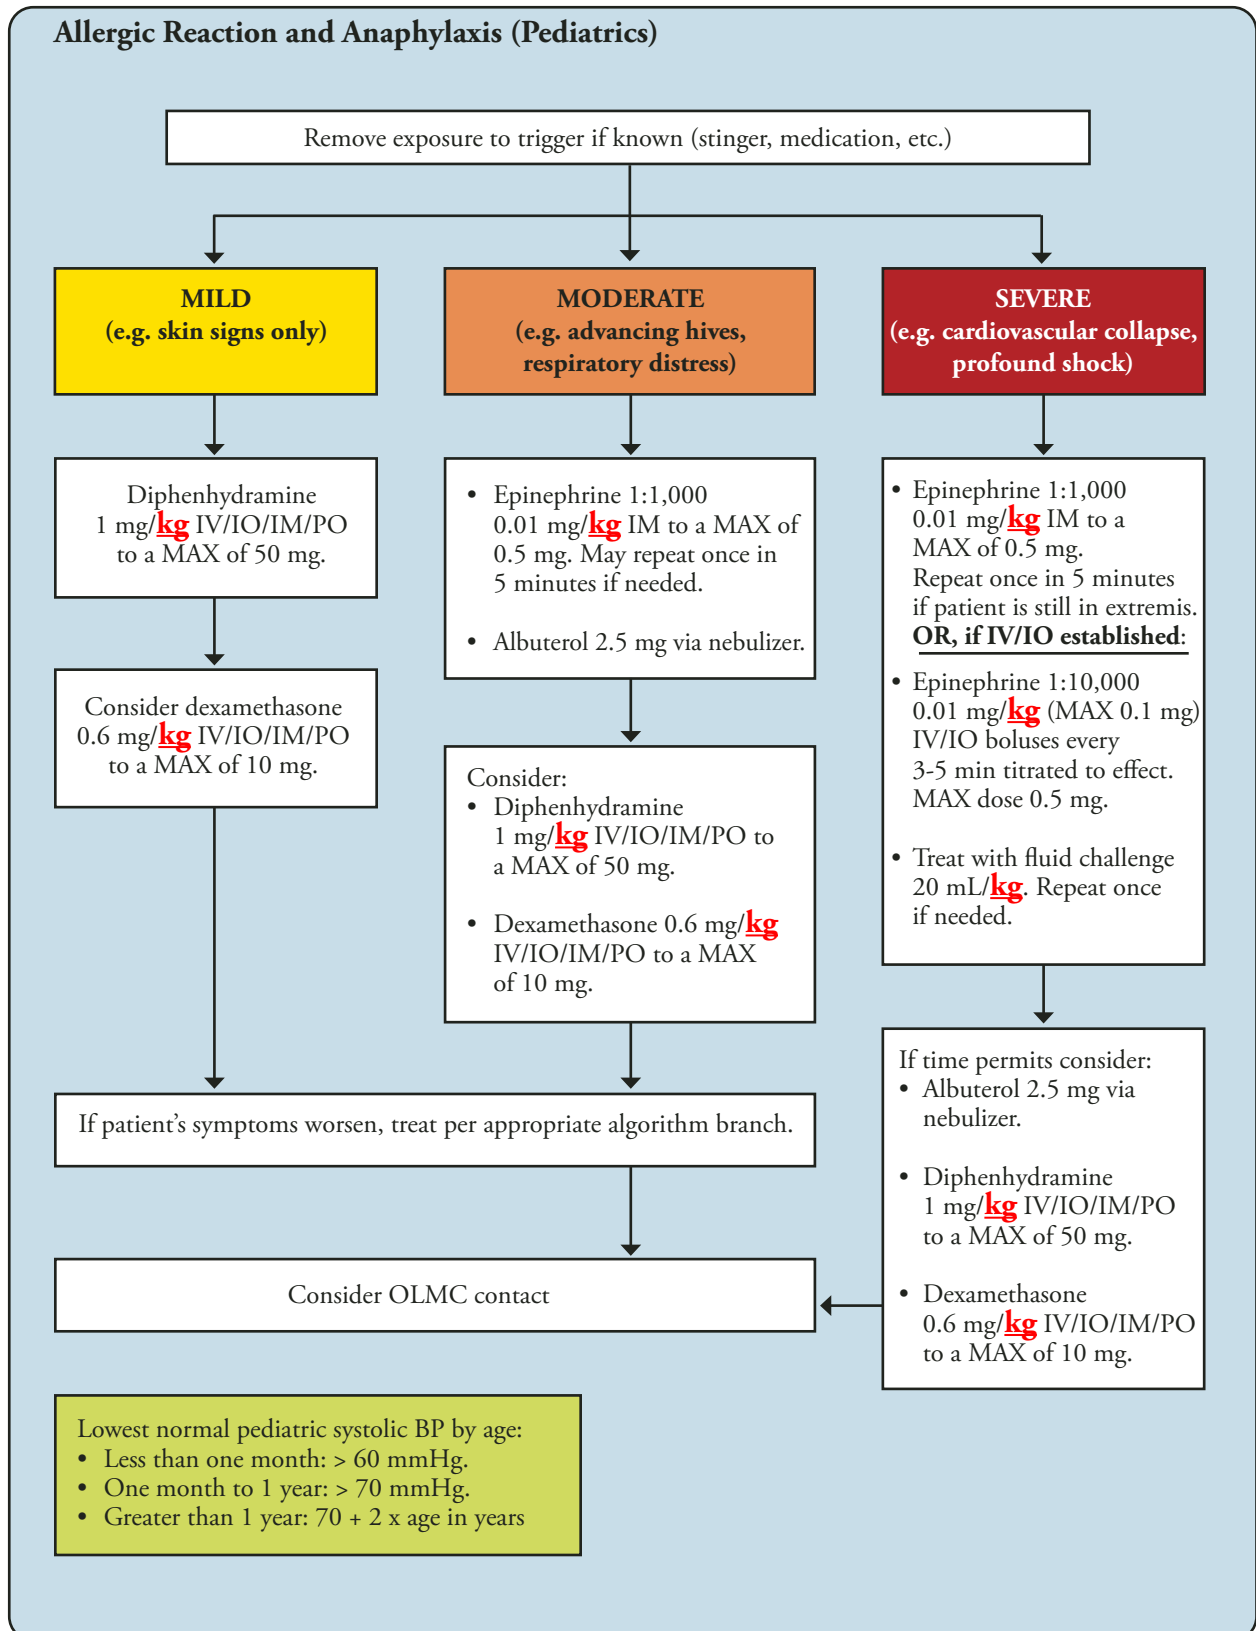 Allergic Reaction and Anaphylaxis (Pediatrics)
Remove exposure to trigger if known (stinger, medication, etc.)
MILD
(e.g. skin signs only)
Diphenhydramine
1 mg/kg IV/IO/IM/PO
to a MAX of 50 mg.
Consider dexamethasone
0.6 mg/kg IV/IO/IM/PO
to a MAX of 10 mg.
MODERATE
(e.g. advancing hives,
respiratory distress)
• Epinephrine 1:1,000
0.01 mg/kg IM to a MAX of
0.5 mg. May repeat once in
5 minutes if needed.
• Albuterol 2.5 mg via nebulizer.
Consider:
• Diphenhydramine
1 mg/kg IV/IO/IM/PO to
a MAX of 50 mg.
• Dexamethasone 0.6 mg/kg
IV/IO/IM/PO to a MAX
of 10 mg.
SEVERE
(e.g. cardiovascular collapse,
profound shock)
• Epinephrine 1:1,000
0.01 mg/kg IM to a
MAX of 0.5 mg.
Repeat once in 5 minutes
if patient is still in extremis.
OR, if IV/IO established:
• Epinephrine 1:10,000
0.01 mg/kg (MAX 0.1 mg)
IV/IO boluses every
3-5 min titrated to effect.
MAX dose 0.5 mg.
• Treat with fluid challenge
20 mL/kg. Repeat once
if needed.
If time permits consider:
• Albuterol 2.5 mg via
nebulizer.
• Diphenhydramine
1 mg/kg IV/IO/IM/PO
to a MAX of 50 mg.
• Dexamethasone
0.6 mg/kg IV/IO/IM/PO
to a MAX of 10 mg.
If patient’s symptoms worsen, treat per appropriate algorithm branch.
Consider OLMC contact
Lowest normal pediatric systolic BP by age:
• Less than one month: > 60 mmHg.
• One month to 1 year: > 70 mmHg.
• Greater than 1 year: 70 + 2 x age in years